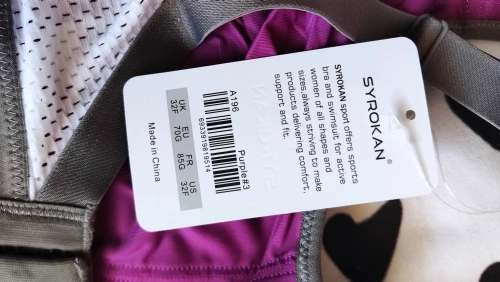 SYROKAN®
SYROKAN sport offers sports
bra and swimsuit for active
women of all shapes and
sizes, always striving to make
products delivering comfort,
support and fit.
A196 Purple#3
6933919819514
UK EU FR US
32F 70G 85G 32F
Made in China